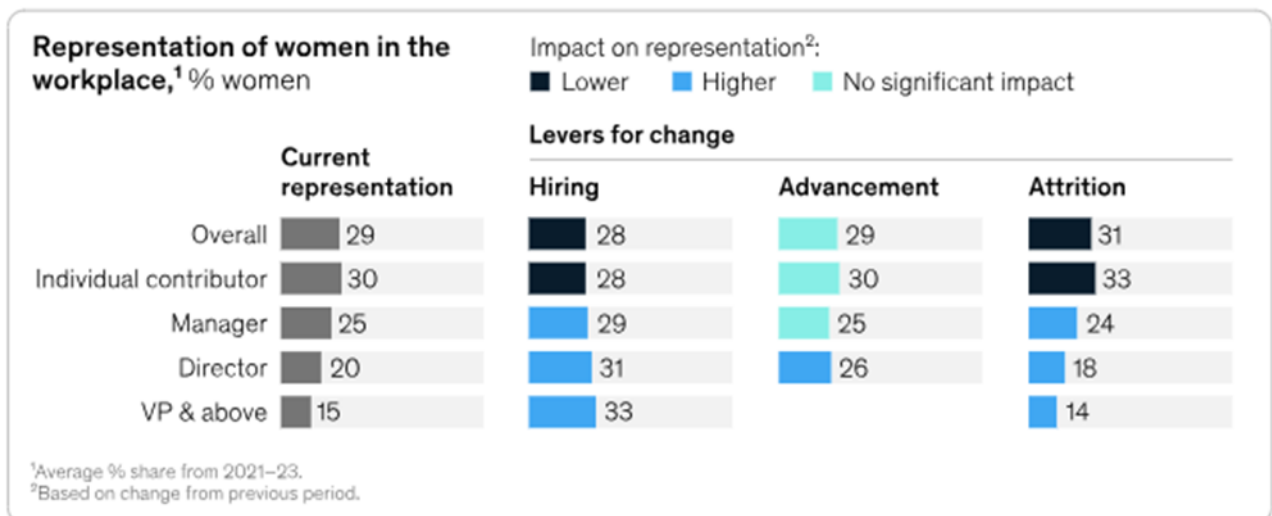 Representation of women in the
workplace,¹ % women
Impact on representation²:
Lower Higher No significant impact
Levers for change
Current
representation Hiring Advancement Attrition
Overall 29 28 29 31
Individual contributor 30 28 30 33
Manager 25 29 25 24
Director 20 31 26 18
VP & above 15 33 14
¹Average % share from 2021–23.
²Based on change from previous period.